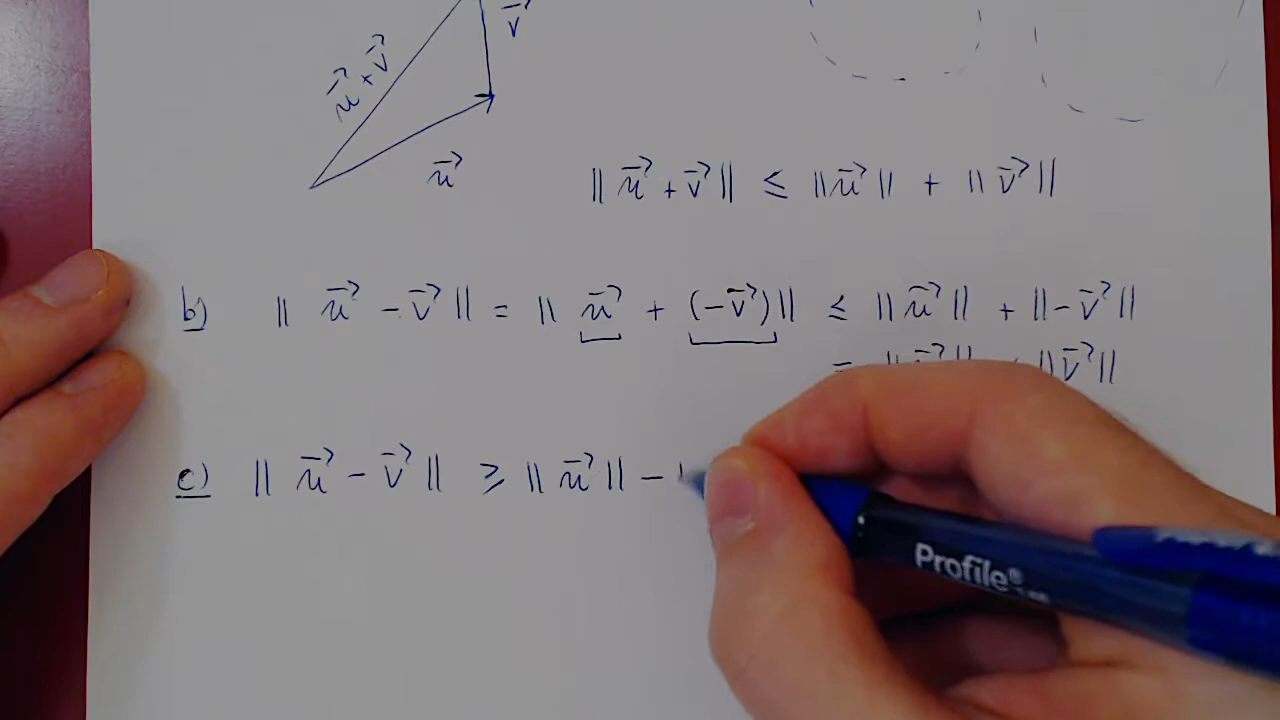 v⃗
u⃗ + v⃗
u⃗
‖ u⃗ + v⃗ ‖ ≤ ‖ u⃗ ‖ + ‖ v⃗ ‖
b) ‖ u⃗ - v⃗ ‖ = ‖ u⃗ + (-v⃗) ‖ ≤ ‖ u⃗ ‖ + ‖ -v⃗ ‖
= ‖ u⃗ ‖ + ‖ v⃗ ‖
c) ‖ u⃗ - v⃗ ‖ ≥ ‖ u⃗ ‖ -
Profile®